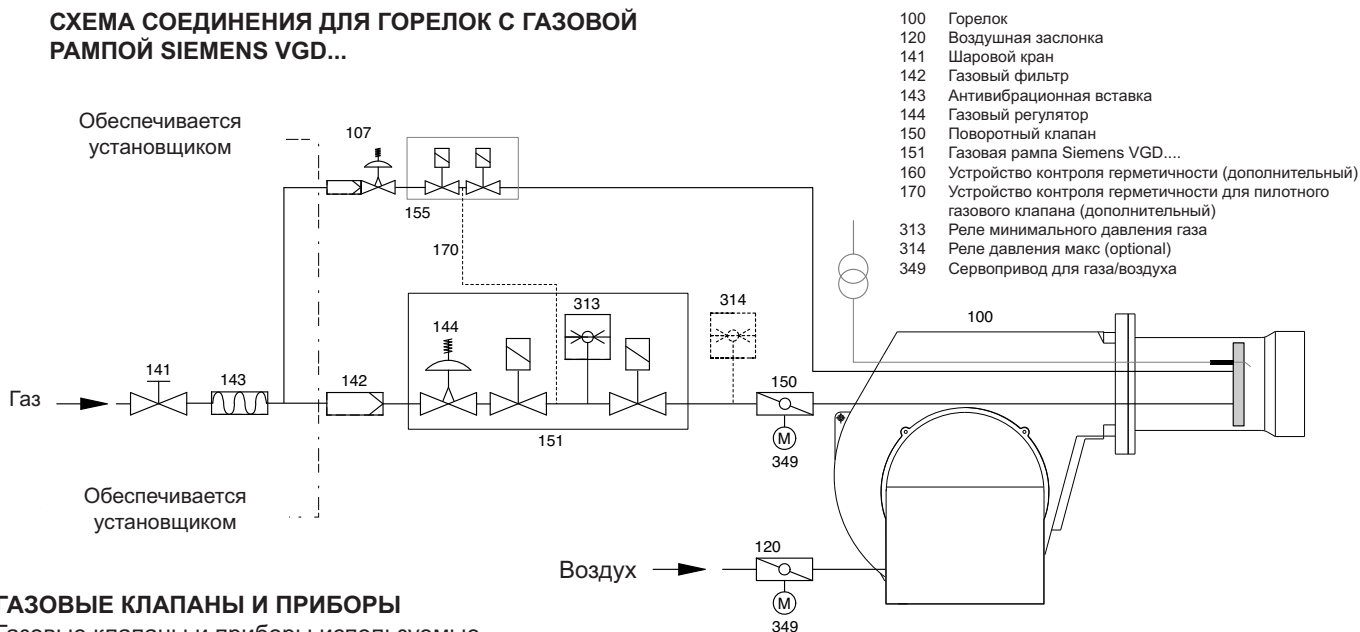 СХЕМА СОЕДИНЕНИЯ ДЛЯ ГОРЕЛОК С ГАЗОВОЙ
РАМПОЙ SIEMENS VGD...
100 Горелок
120 Воздушная заслонка
141 Шаровой кран
142 Газовый фильтр
143 Антивибрационная вставка
144 Газовый регулятор
150 Поворотный клапан
151 Газовая рампа Siemens VGD....
160 Устройство контроля герметичности (дополнительный)
170 Устройство контроля герметичности для пилотного
газового клапана (дополнительный)
313 Реле минимального давления газа
314 Реле давления макс (optional)
349 Сервопривод для газа/воздуха
Обеспечивается
установщиком
107
155
170
313
314
144
100
141
143
142
150
Газ
151
M
349
Обеспечивается
установщиком
120
Воздух
M
349
ГАЗОВЫЕ КЛАПАНЫ И ПРИБОРЫ
Газовые клапаны и приборы используемые